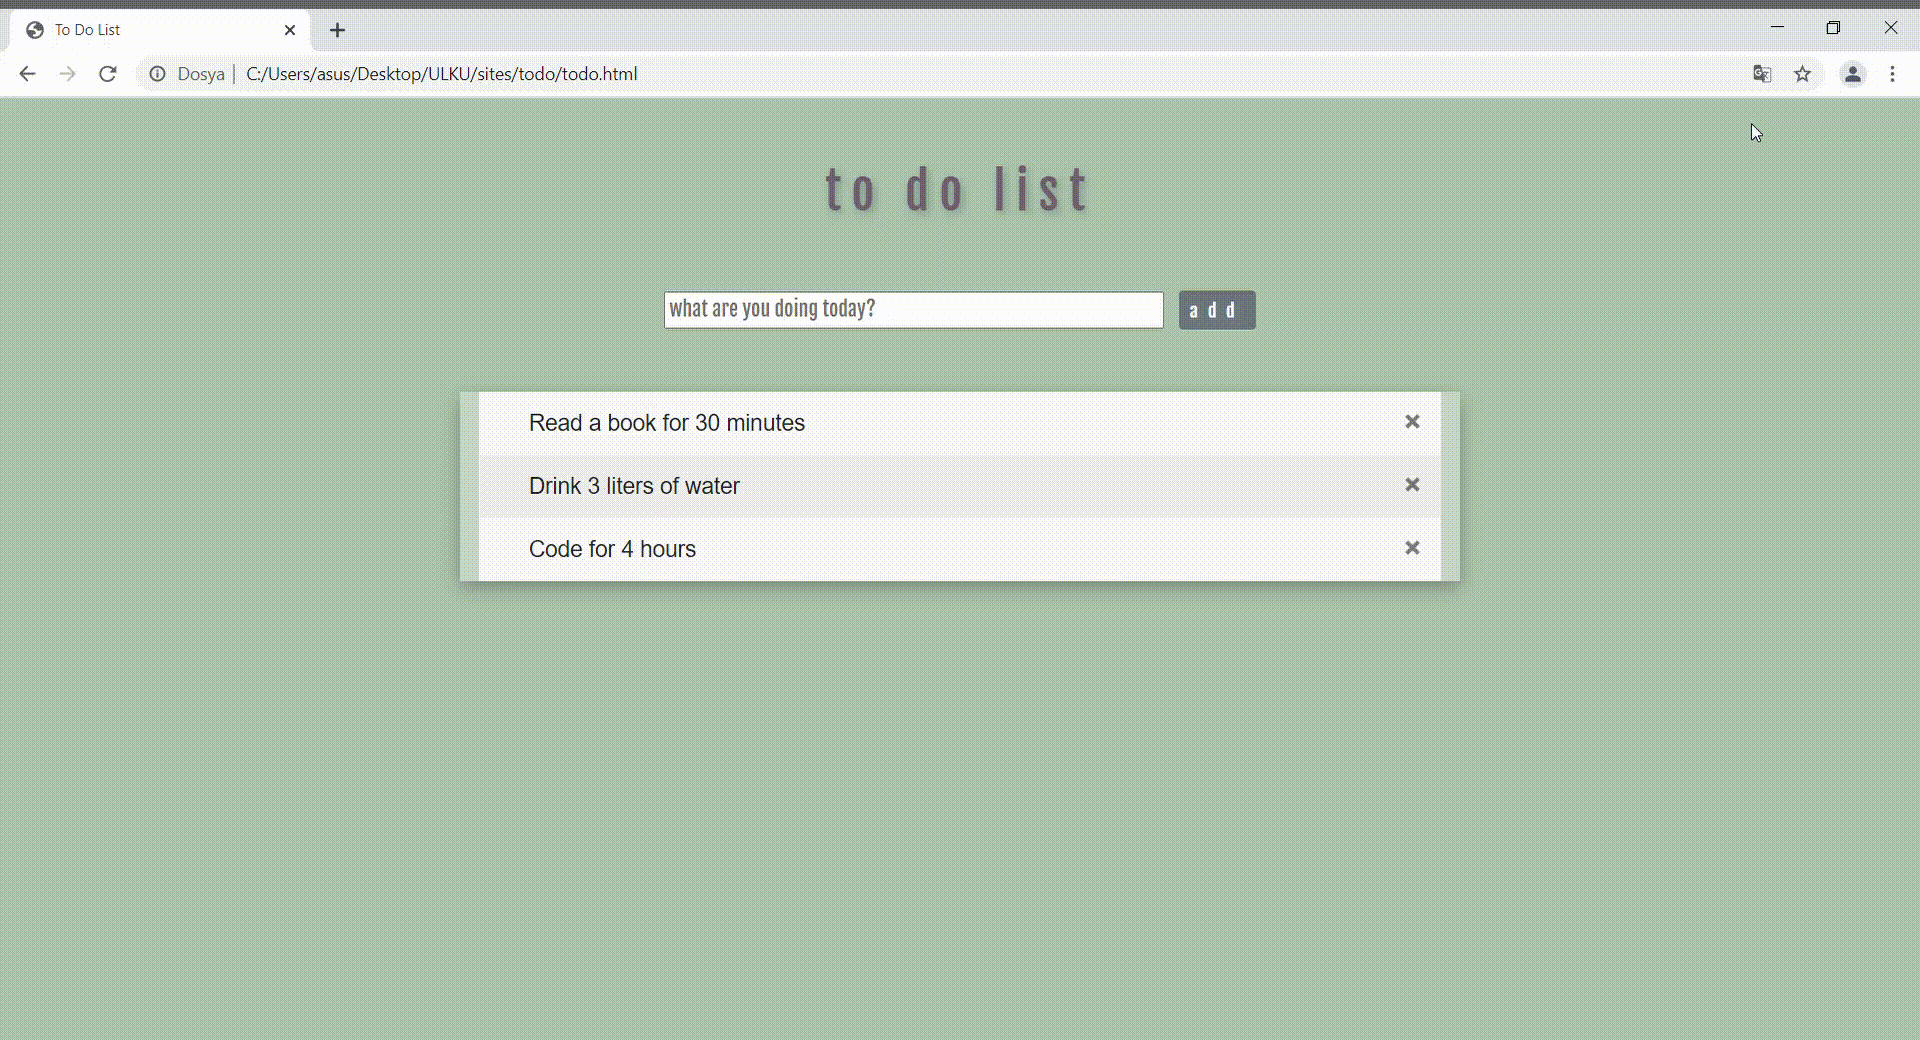 To Do List
Dosya C:/Users/asus/Desktop/ULKU/sites/todo/todo.html
to do list
what are you doing today? add
Read a book for 30 minutes
Drink 3 liters of water
Code for 4 hours